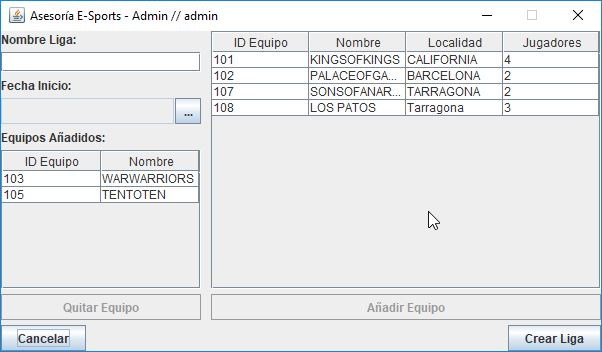 Asesoría E-Sports - Admin // admin
Nombre Liga:
Fecha Inicio:
...
Equipos Añadidos:
ID Equipo Nombre
103 WARWARRIORS
105 TENTOTEN
Quitar Equipo
Cancelar
ID Equipo Nombre Localidad Jugadores
101 KINGSOFKINGS CALIFORNIA 4
102 PALACEOFGA... BARCELONA 2
107 SONSOFANAR... TARRAGONA 2
108 LOS PATOS Tarragona 3
Añadir Equipo
Crear Liga